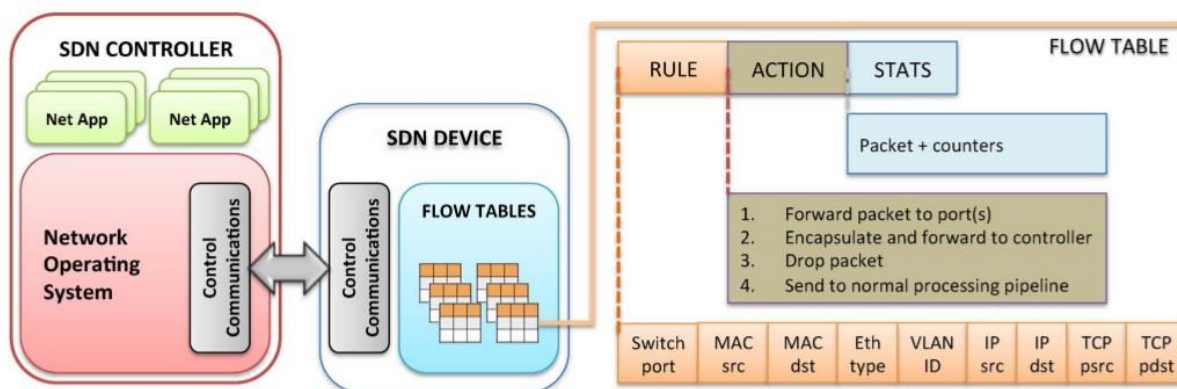 SDN CONTROLLER
Net App
Net App
Network
Operating
System
Control
Communications
SDN DEVICE
Control
Communications
FLOW TABLES
FLOW TABLE
RULE
ACTION
STATS
Packet + counters
1. Forward packet to port(s)
2. Encapsulate and forward to controller
3. Drop packet
4. Send to normal processing pipeline
Switch
port
MAC
src
MAC
dst
Eth
type
VLAN
ID
IP
src
IP
dst
TCP
psrc
TCP
pdst